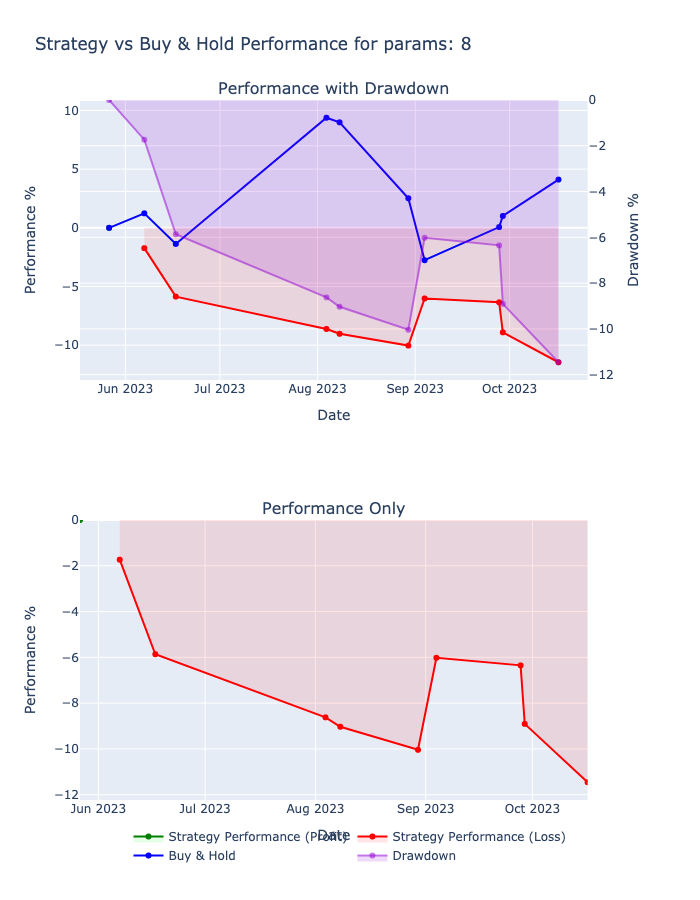 Strategy vs Buy & Hold Performance for params: 8
Performance with Drawdown
10
5
0
−5
−10
Performance %
0
−2
−4
−6
−8
−10
−12
Drawdown %
Jun 2023 Jul 2023 Aug 2023 Sep 2023 Oct 2023
Date
Performance Only
0
−2
−4
−6
−8
−10
−12
Performance %
Jun 2023 Jul 2023 Aug 2023 Sep 2023 Oct 2023
Date
Strategy Performance (Profit) Strategy Performance (Loss)
Buy & Hold Drawdown